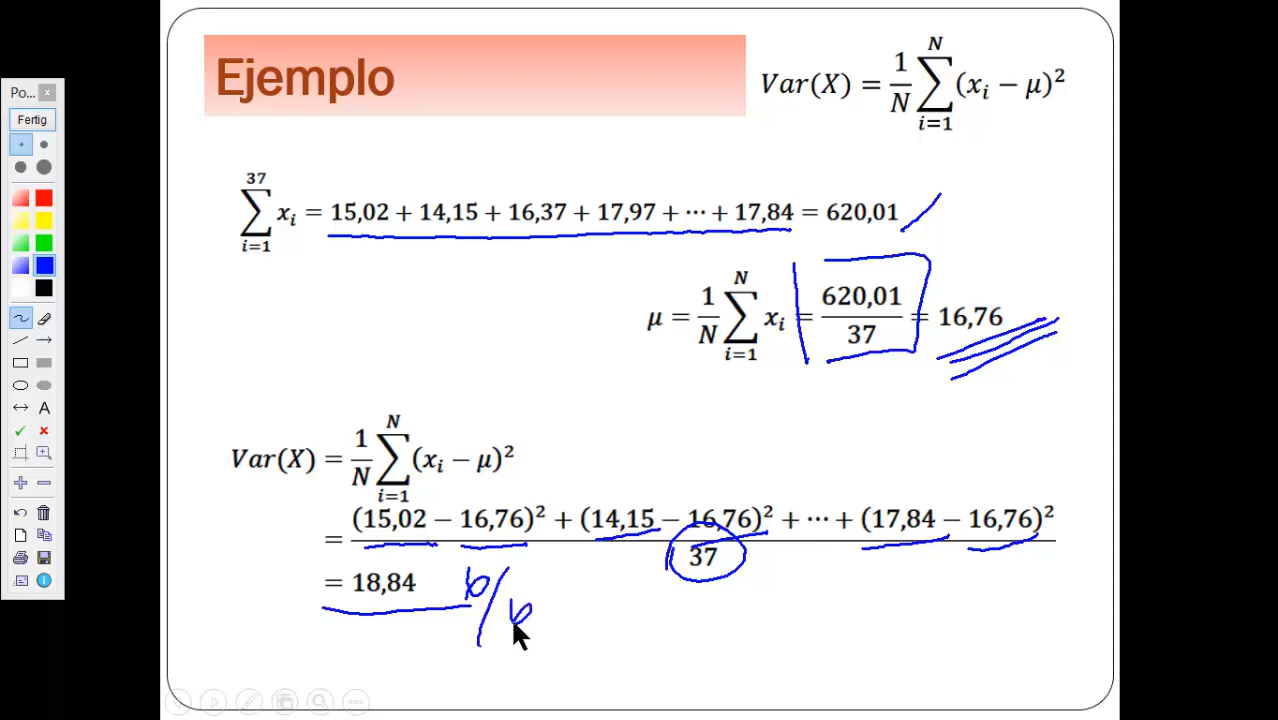 Ejemplo
Var(X) = 1/N ∑_{i=1}^{N} (x_i − μ)²
Po... x
Fertig
∑_{i=1}^{37} x_i = 15,02 + 14,15 + 16,37 + 17,97 + ⋯ + 17,84 = 620,01
μ = 1/N ∑_{i=1}^{N} x_i = 620,01/37 = 16,76
A
Var(X) = 1/N ∑_{i=1}^{N} (x_i − μ)²
= ((15,02 − 16,76)² + (14,15 − 16,76)² + ⋯ + (17,84 − 16,76)²)/37
= 18,84